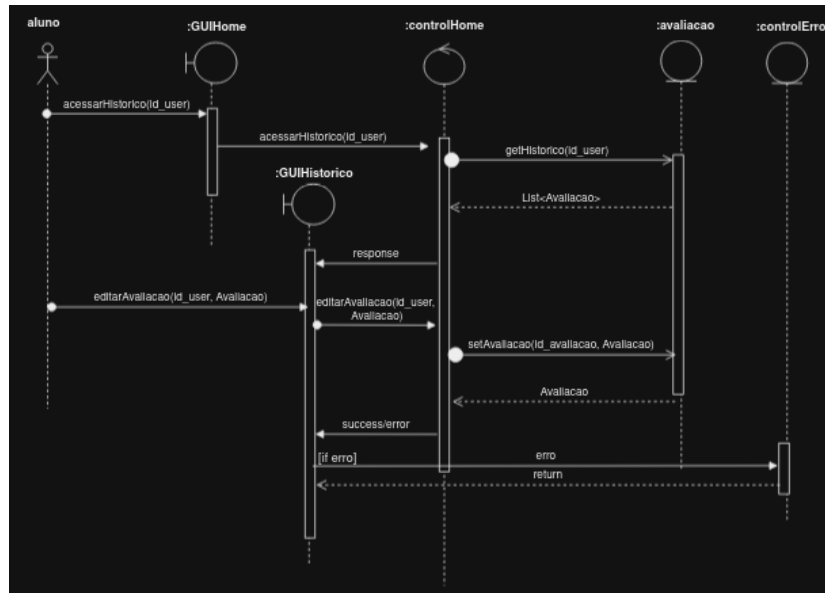 aluno
:GUIHome
:controlHome
:avaliacao
:controlErro
acessarHistorico(id_user)
acessarHistorico(id_user)
getHistorico(id_user)
:GUIHistorico
List<Avaliacao>
response
editarAvaliacao(id_user, Avaliacao)
editarAvaliacao(id_user,
Avaliacao)
setAvaliacao(id_avaliacao, Avaliacao)
Avaliacao
success/error
[if erro]
erro
return